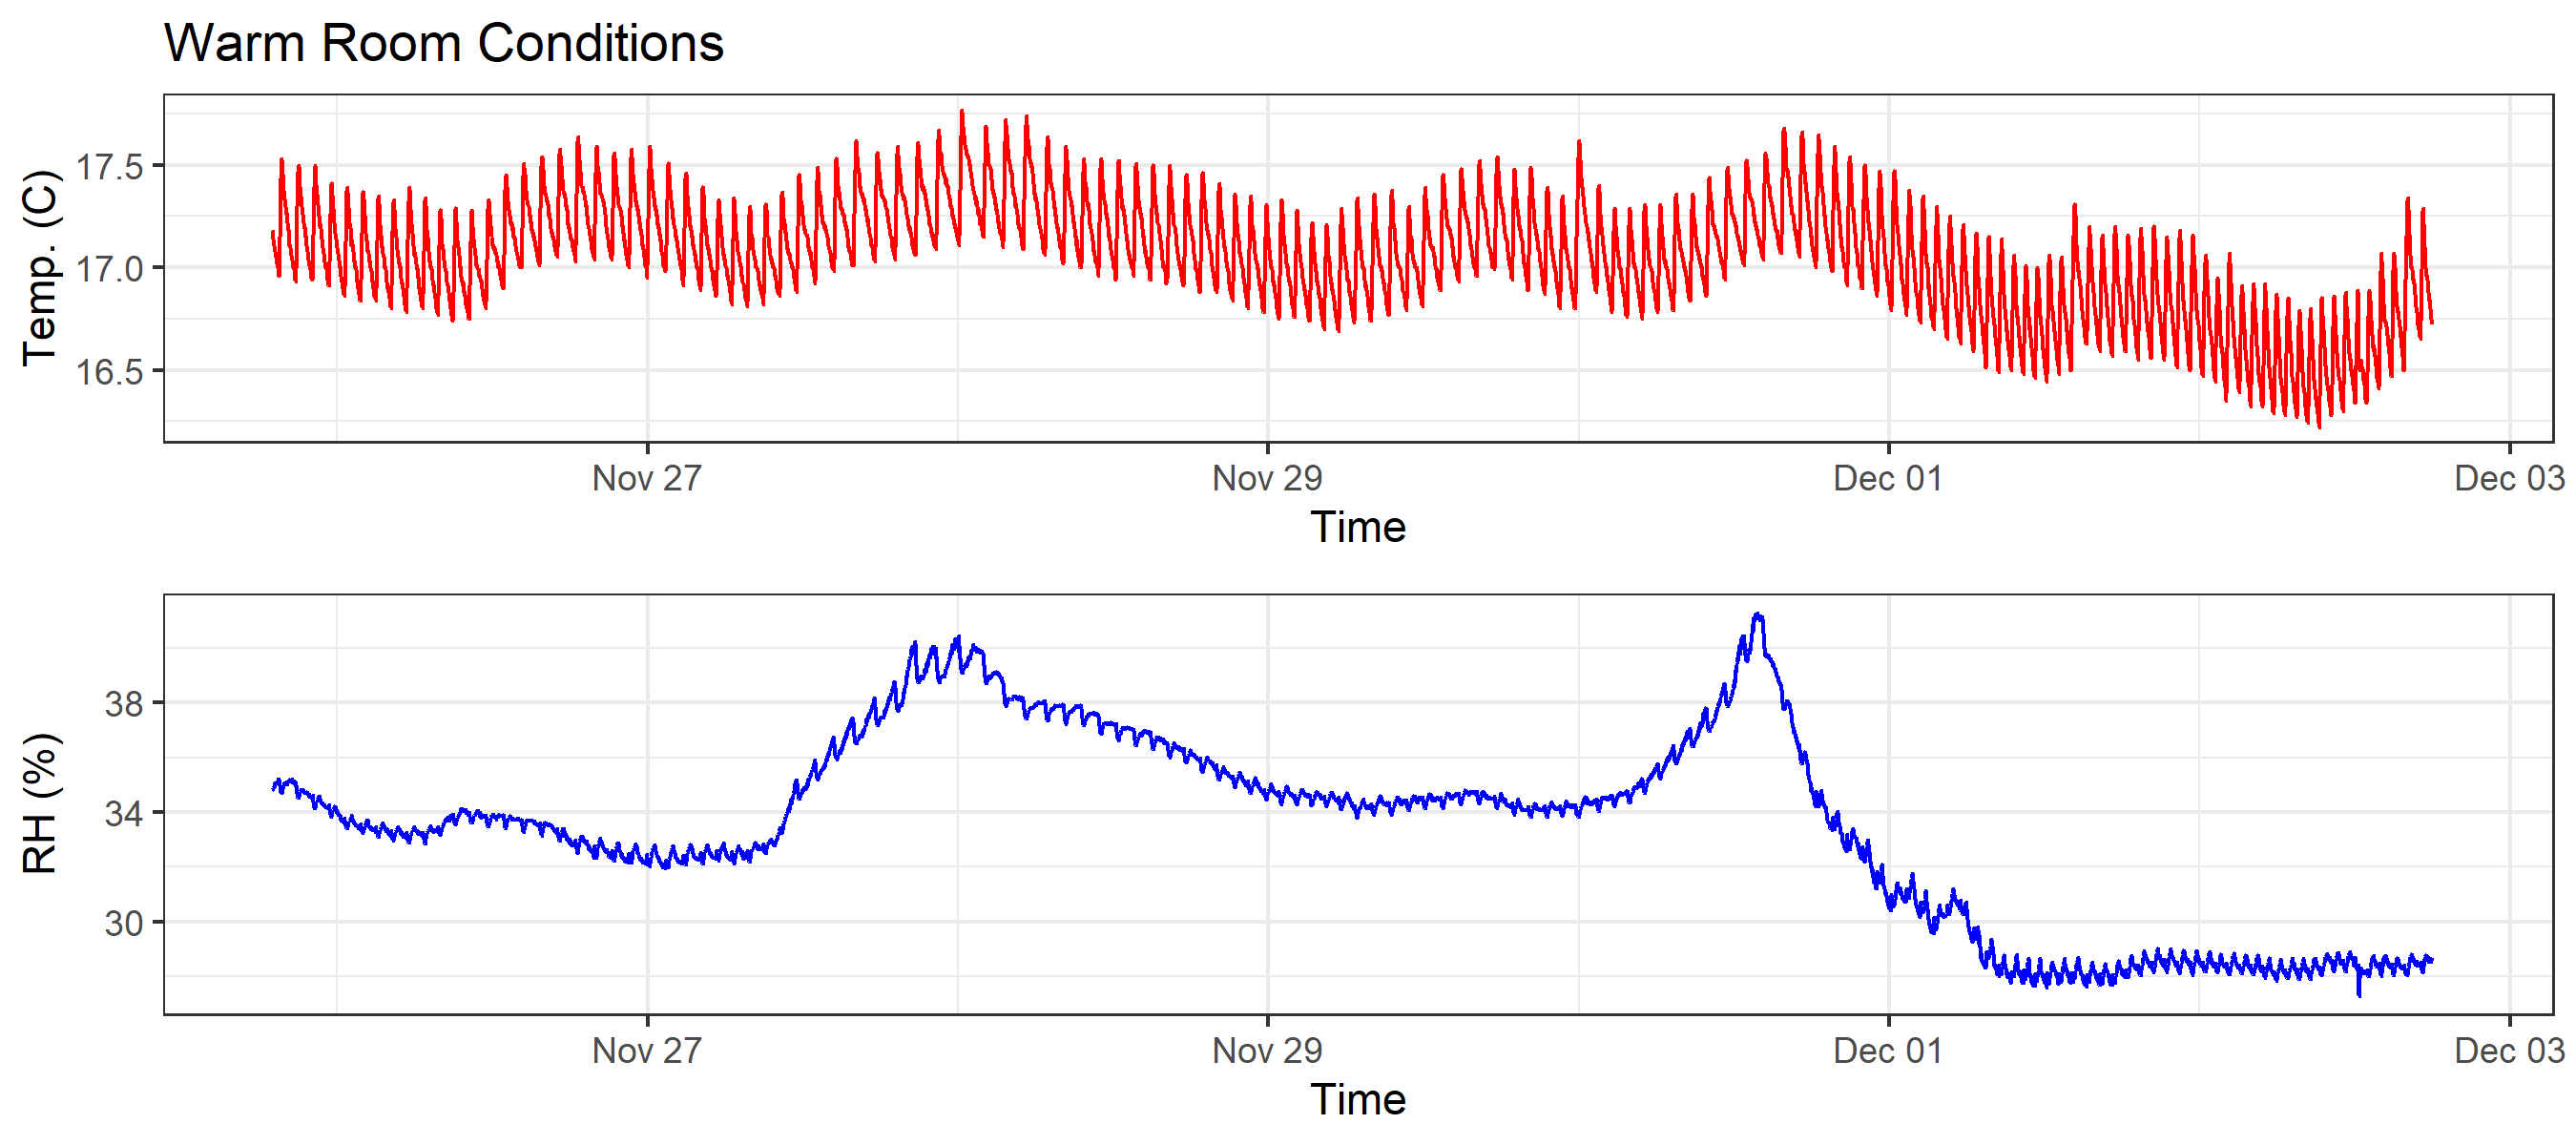 Warm Room Conditions
Temp. (C)
17.5
17.0
16.5
Nov 27 Nov 29 Dec 01 Dec 03
Time
RH (%)
38
34
30
Nov 27 Nov 29 Dec 01 Dec 03
Time